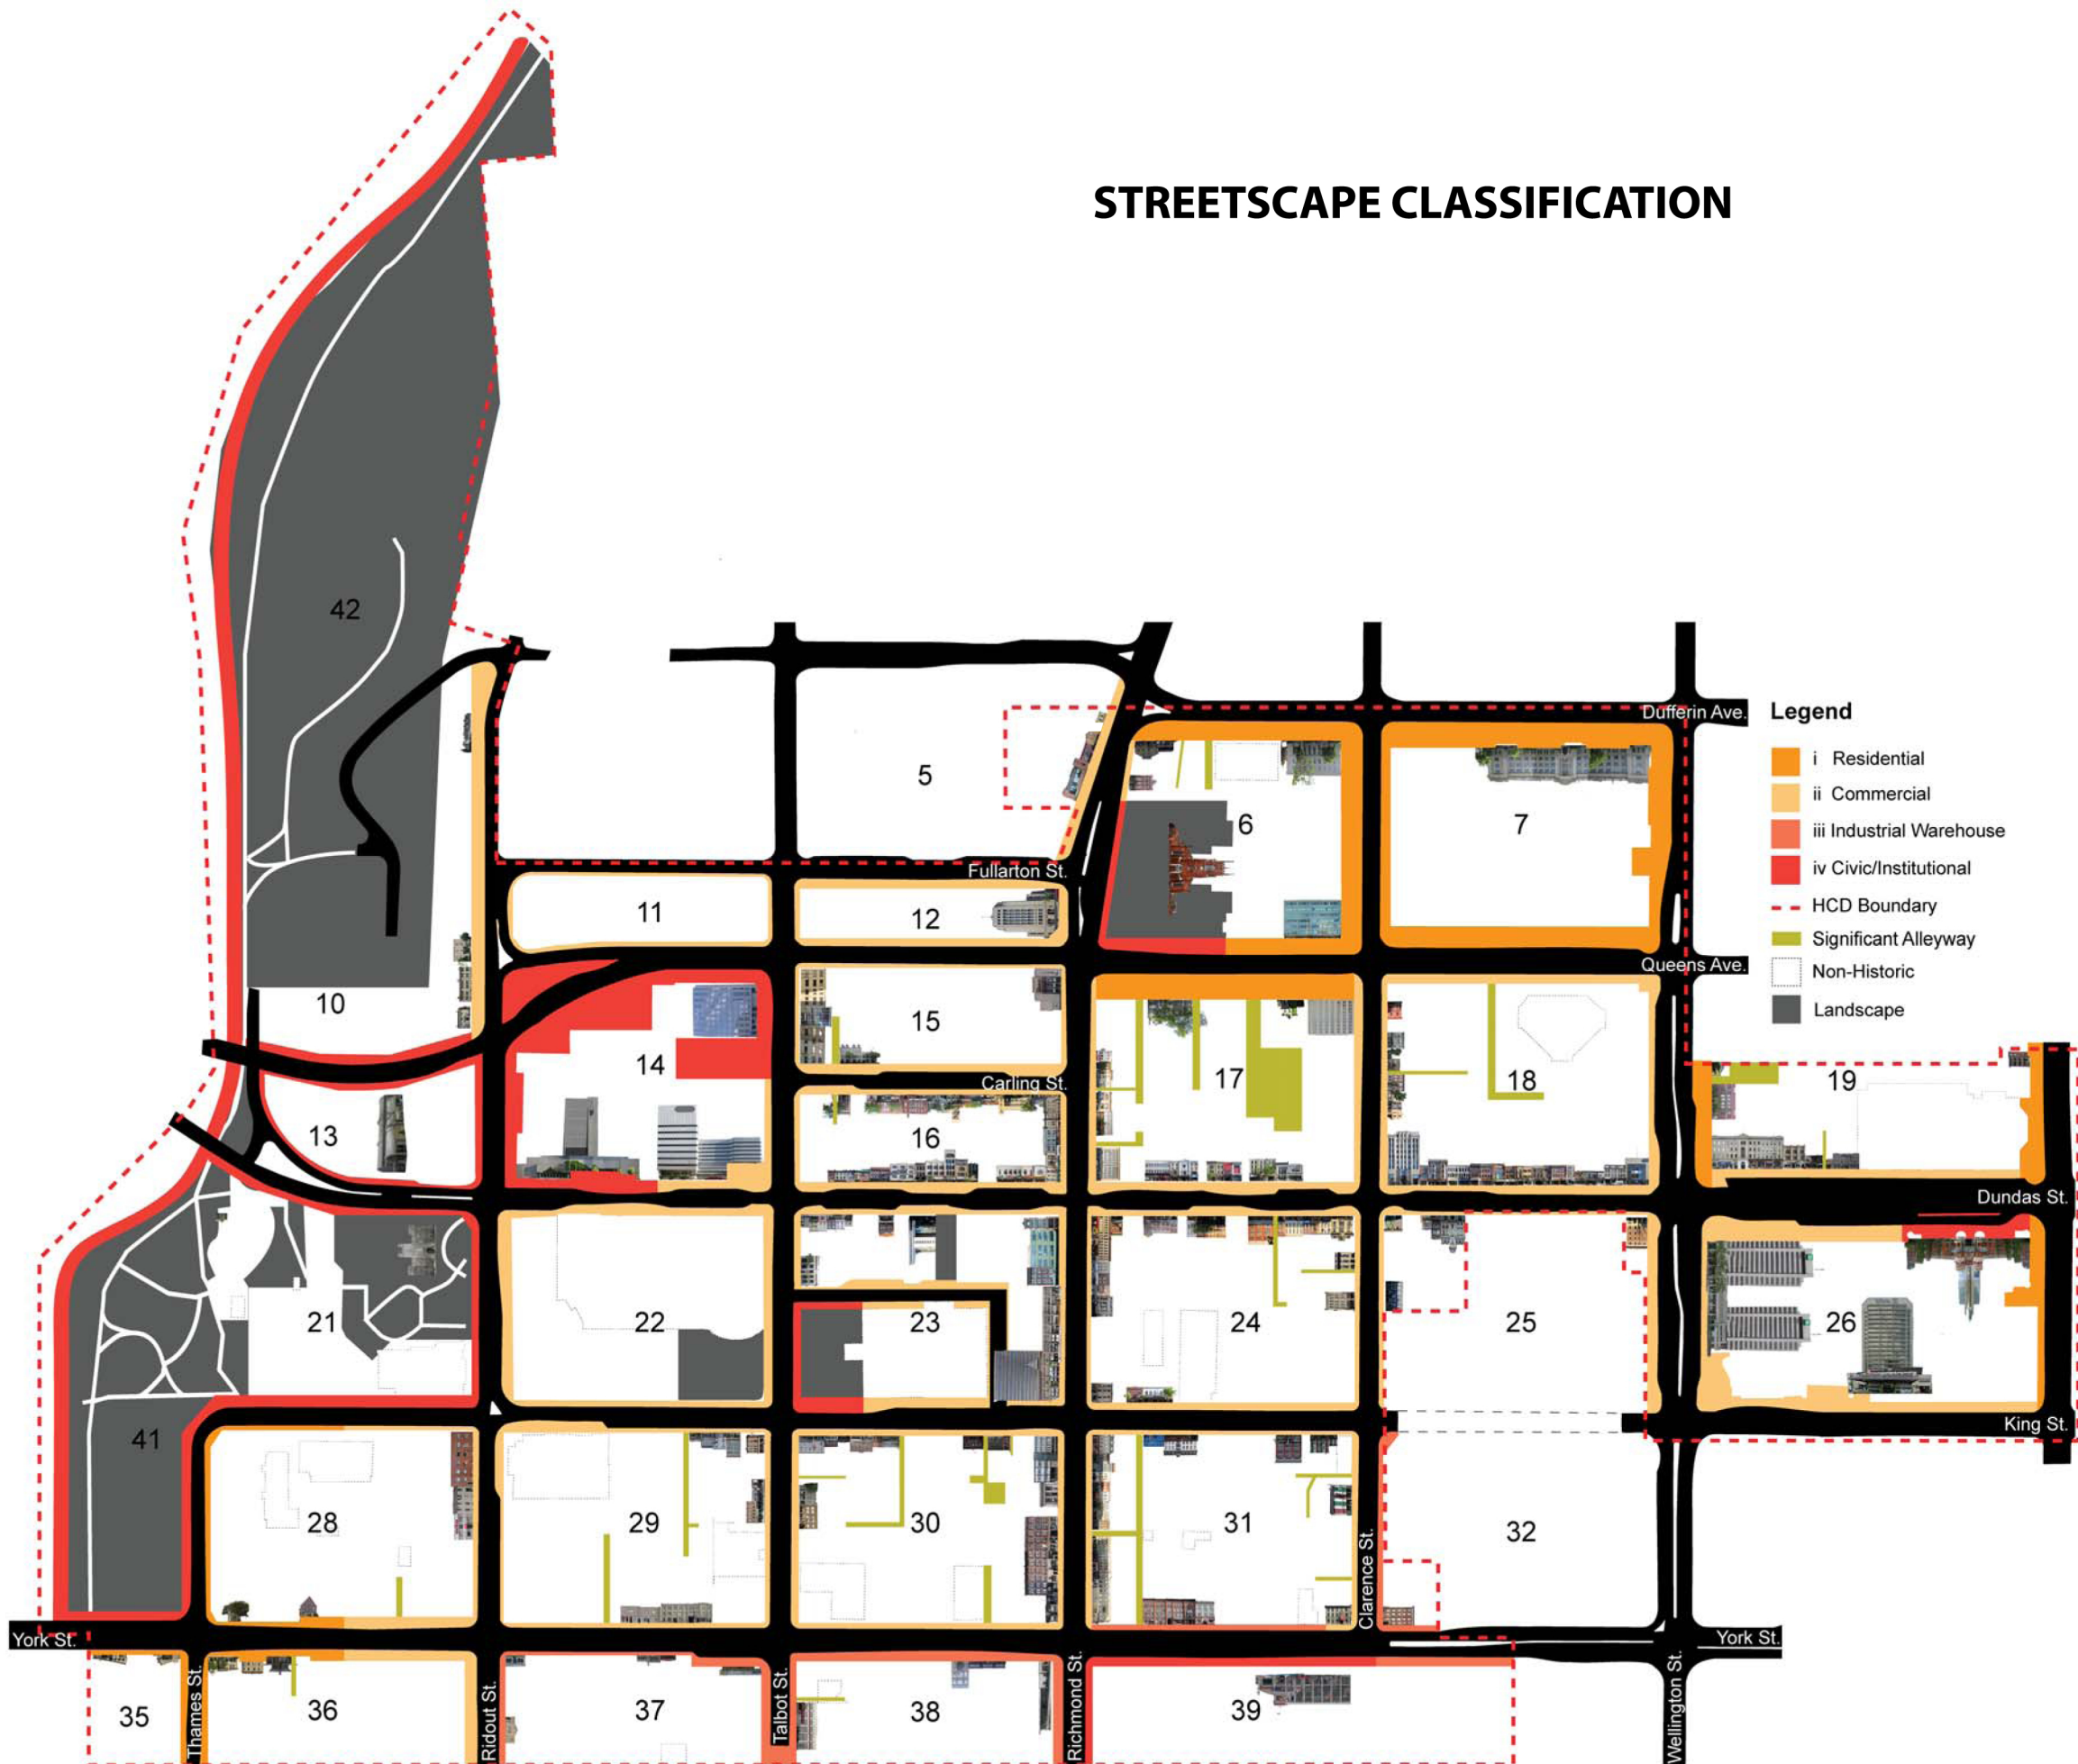 STREETSCAPE CLASSIFICATION
42
5
6
7
Dufferin Ave.
Legend
i Residential
ii Commercial
iii Industrial Warehouse
iv Civic/Institutional
HCD Boundary
Significant Alleyway
Non-Historic
Landscape
Fullarton St.
11
12
Queens Ave.
10
13
14
15
Carling St.
16
17
18
19
Dundas St.
21
22
23
24
25
26
King St.
41
28
29
30
31
32
Clarence St.
York St.
York St.
35
Thames St.
36
Ridout St.
37
Talbot St.
38
Richmond St.
39
Wellington St.